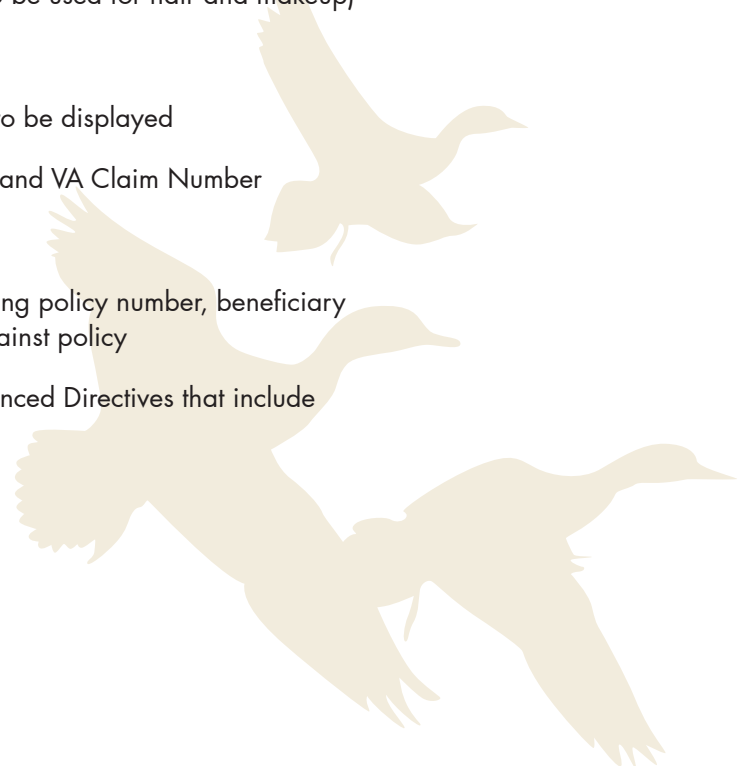 be used for hair and makeup)
to be displayed
and VA Claim Number
ng policy number, beneficiary
ainst policy
nced Directives that include